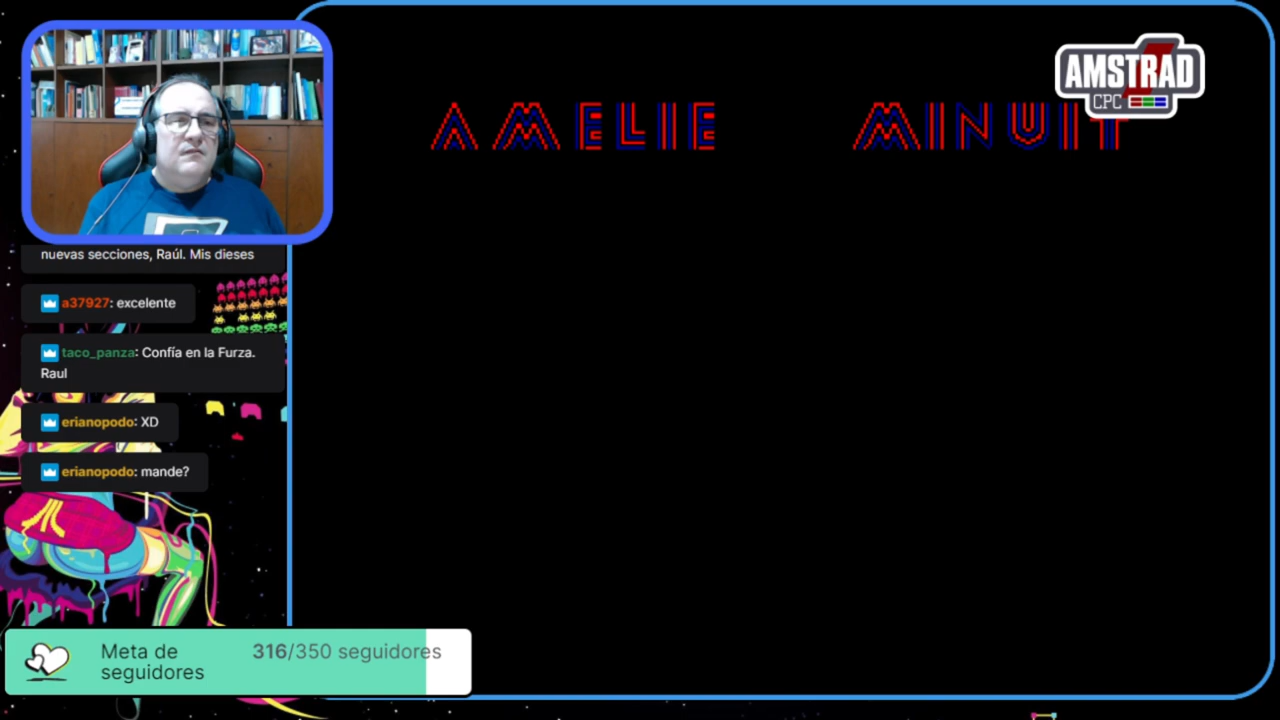 AMELIE MINUIT
AMSTRAD
CPC
nuevas secciones, Raúl. Mis dieses
a37927: excelente
taco_panza: Confía en la Furza.
Raul
erianopodo: XD
erianopodo: mande?
Meta de
seguidores
316/350 seguidores